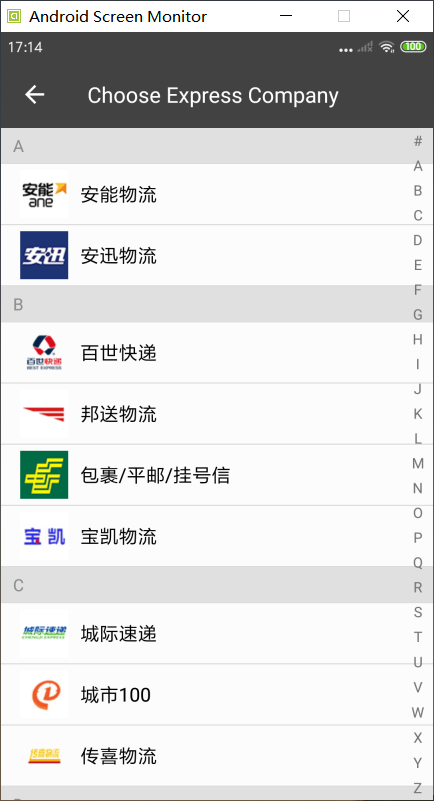 Android Screen Monitor
17:14
100
Choose Express Company
A
安能
ane
安能物流
安迅
安迅物流
B
百世快递
BEST EXPRESS
百世快递
邦送物流
包裹/平邮/挂号信
宝凯
宝凯物流
C
城际速递
城际速递
城市100
传喜物流
传喜物流
#
A
B
C
D
E
F
G
H
I
J
K
L
M
N
O
P
Q
R
S
T
U
V
W
X
Y
Z